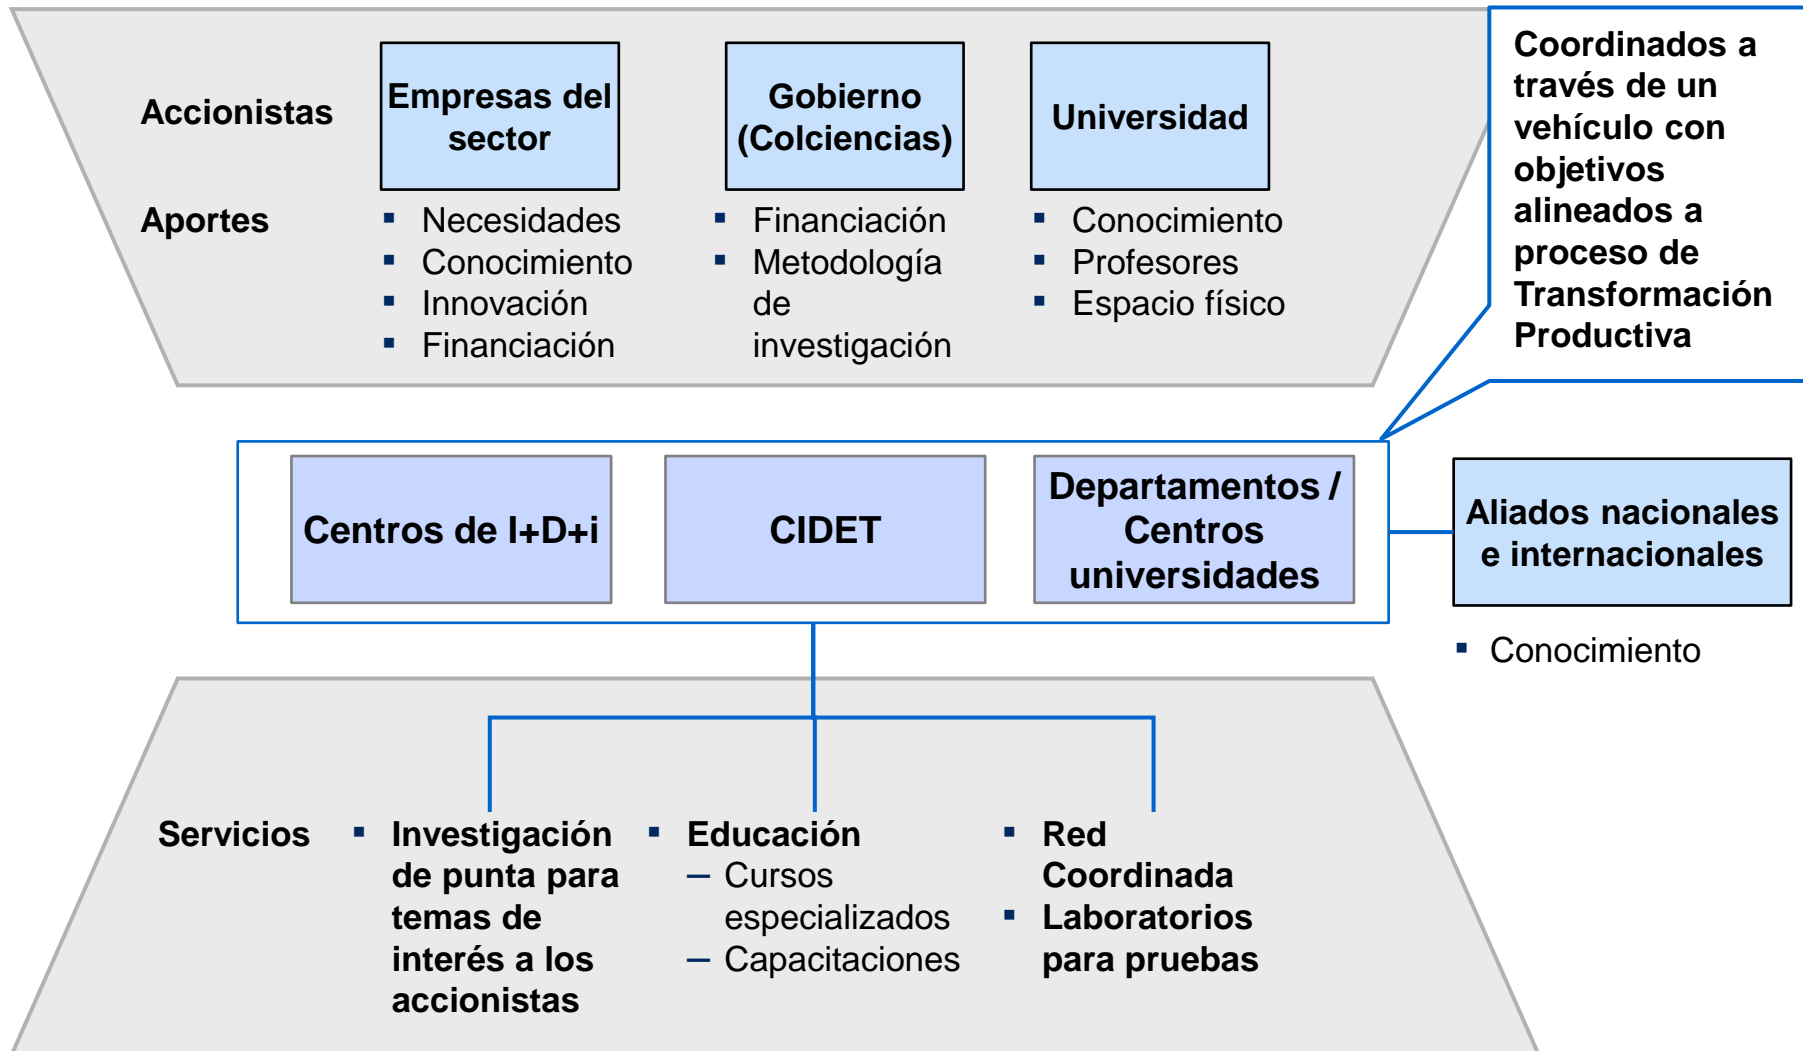 Accionistas
Empresas del
sector
Gobierno
(Colciencias)
Universidad
Aportes
▪ Necesidades
▪ Conocimiento
▪ Innovación
▪ Financiación
▪ Financiación
▪ Metodología
de
investigación
▪ Conocimiento
▪ Profesores
▪ Espacio físico
Coordinados a
través de un
vehículo con
objetivos
alineados a
proceso de
Transformación
Productiva
Centros de I+D+i
CIDET
Departamentos /
Centros
universidades
Aliados nacionales
e internacionales
▪ Conocimiento
Servicios
▪ Investigación
de punta para
temas de
interés a los
accionistas
▪ Educación
– Cursos
especializados
– Capacitaciones
▪ Red
Coordinada
▪ Laboratorios
para pruebas